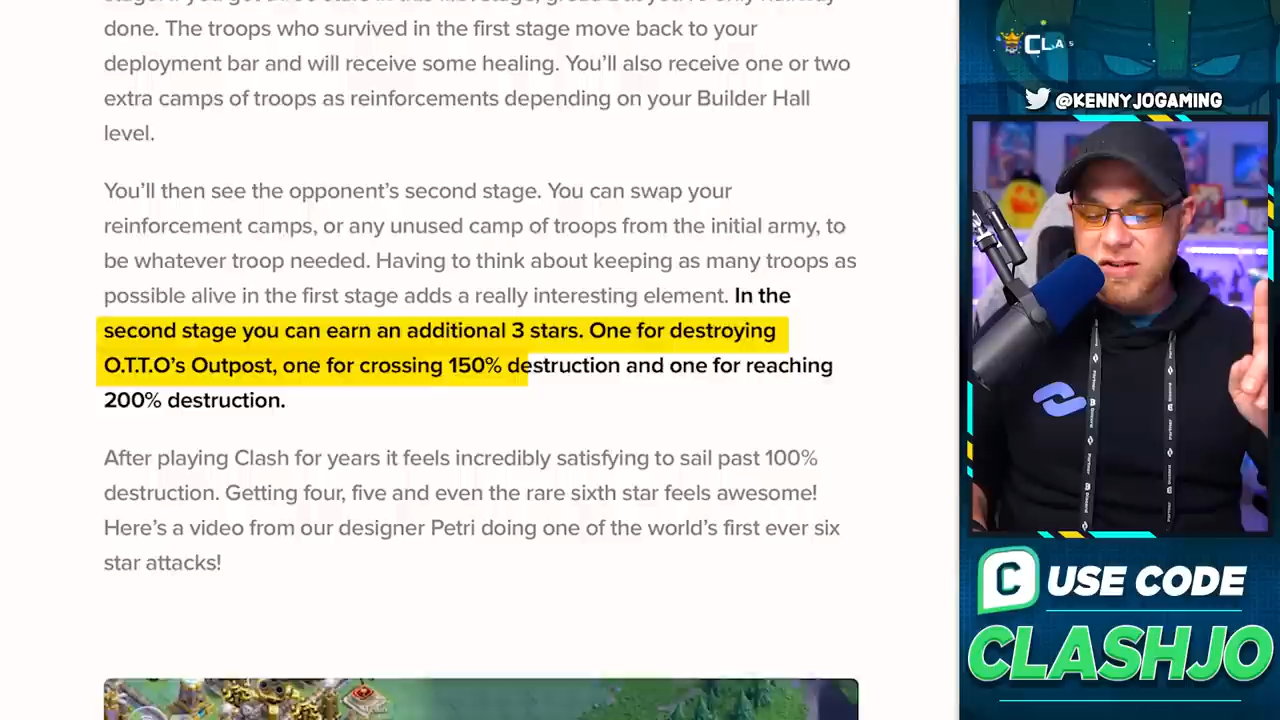 done. The troops who survived in the first stage move back to your
deployment bar and will receive some healing. You'll also receive one or two
extra camps of troops as reinforcements depending on your Builder Hall
level.
You'll then see the opponent's second stage. You can swap your
reinforcement camps, or any unused camp of troops from the initial army, to
be whatever troop needed. Having to think about keeping as many troops as
possible alive in the first stage adds a really interesting element. In the
second stage you can earn an additional 3 stars. One for destroying
O.T.T.O's Outpost, one for crossing 150% destruction and one for reaching
200% destruction.
After playing Clash for years it feels incredibly satisfying to sail past 100%
destruction. Getting four, five and even the rare sixth star feels awesome!
Here's a video from our designer Petri doing one of the world's first ever six
star attacks!
@KENNYJOGAMING
C USE CODE
CLASHJO